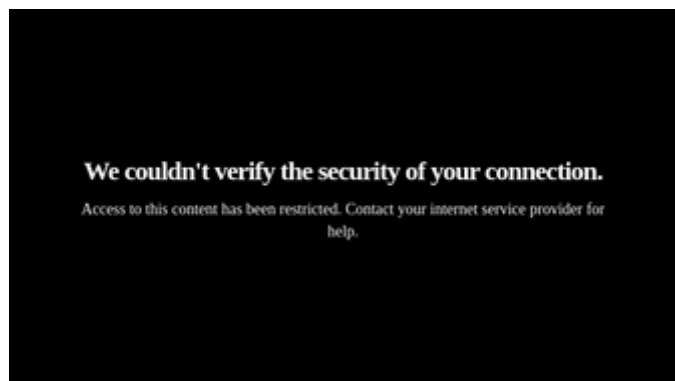 We couldn't verify the security of your connection.
Access to this content has been restricted. Contact your internet service provider for
help.